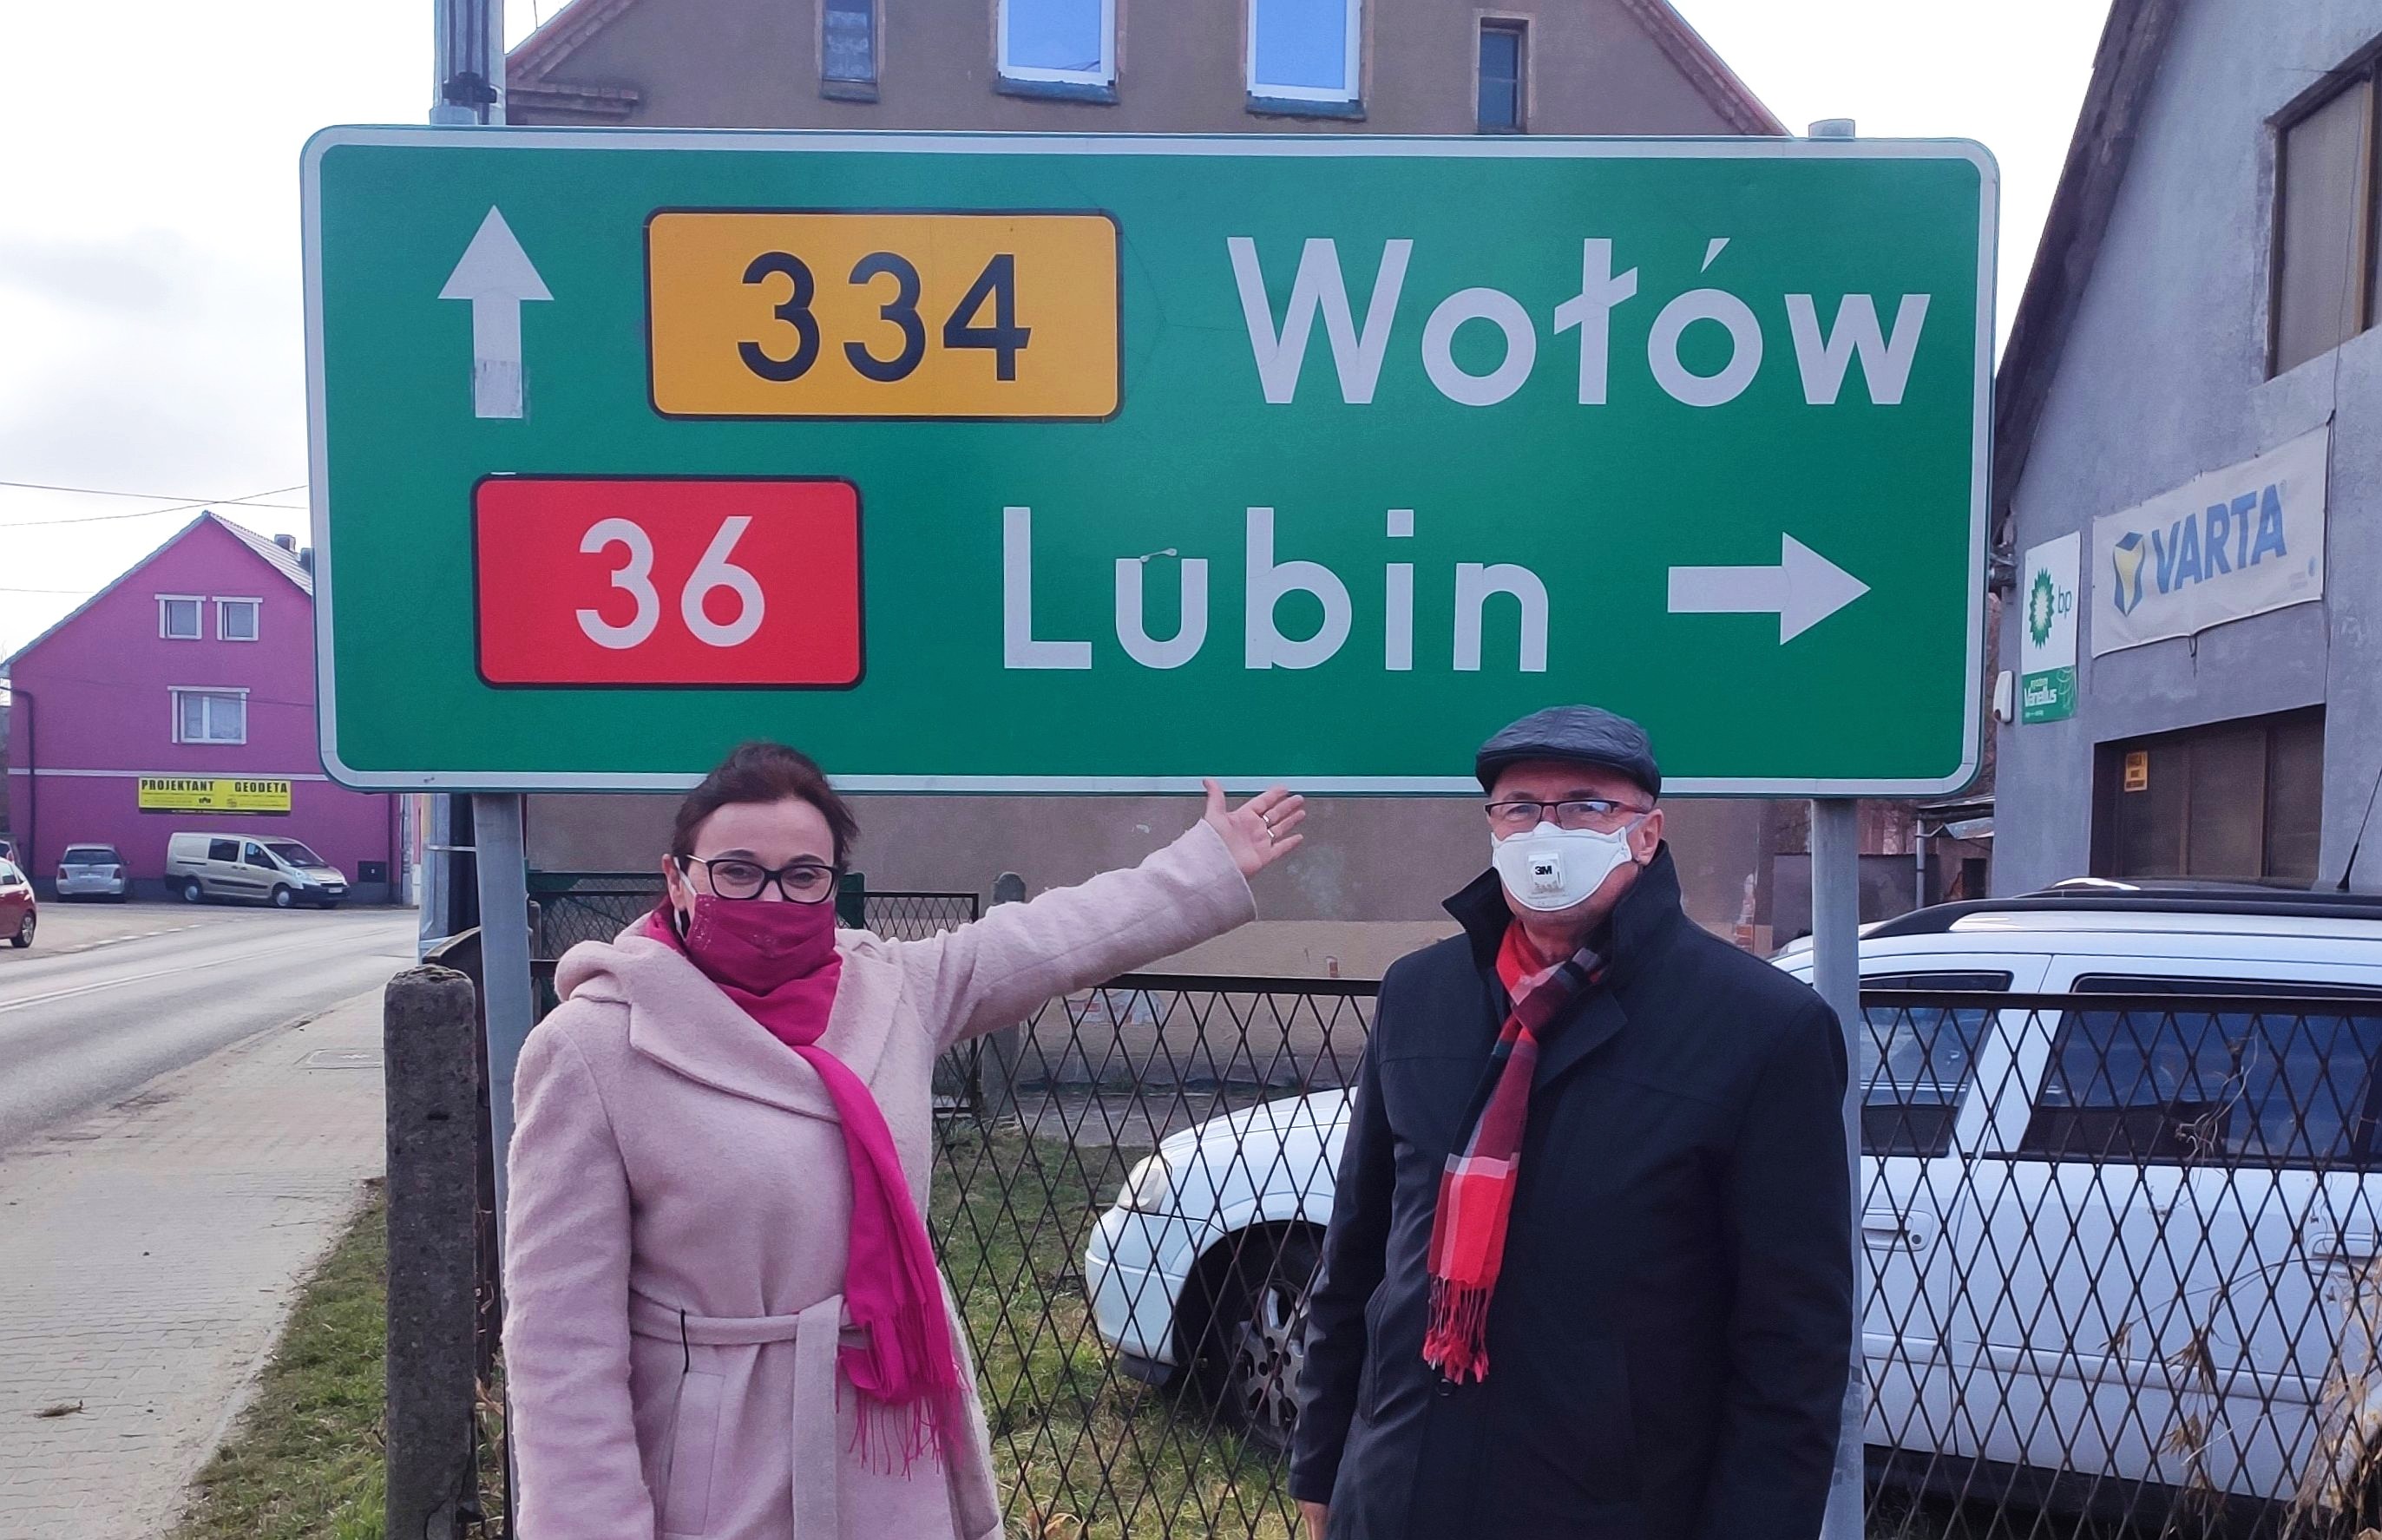 334 Wołów
36 Lubin
VARTA
bp
PROJEKTANT GEODETA
3M